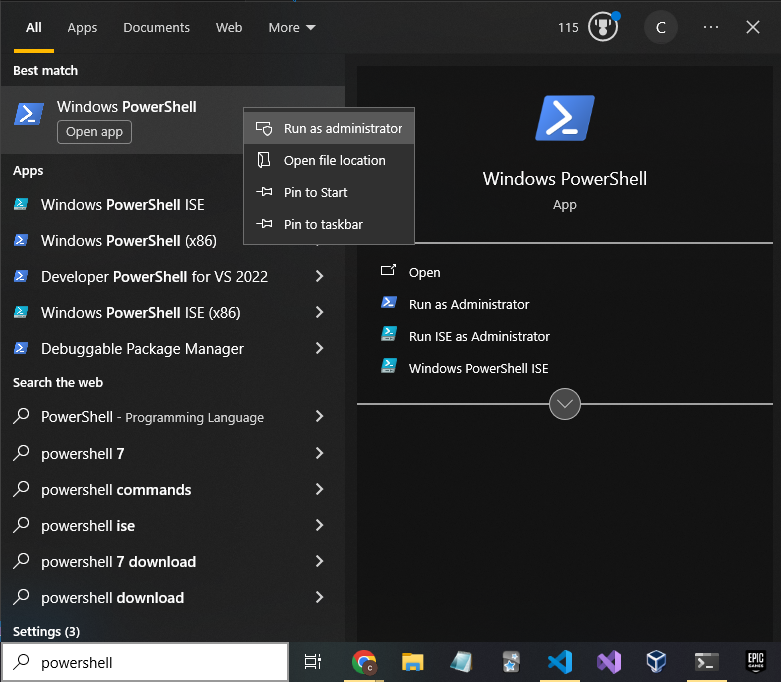 All Apps Documents Web More 115 C
Best match
Windows PowerShell
Open app
Run as administrator
Open file location
Pin to Start
Pin to taskbar
Apps
Windows PowerShell ISE
Windows PowerShell (x86)
Developer PowerShell for VS 2022
Windows PowerShell ISE (x86)
Debuggable Package Manager
Search the web
PowerShell - Programming Language
powershell 7
powershell commands
powershell ise
powershell 7 download
powershell download
Settings (3)
Windows PowerShell
App
Open
Run as Administrator
Run ISE as Administrator
Windows PowerShell ISE
powershell
C
EPIC
GAMES